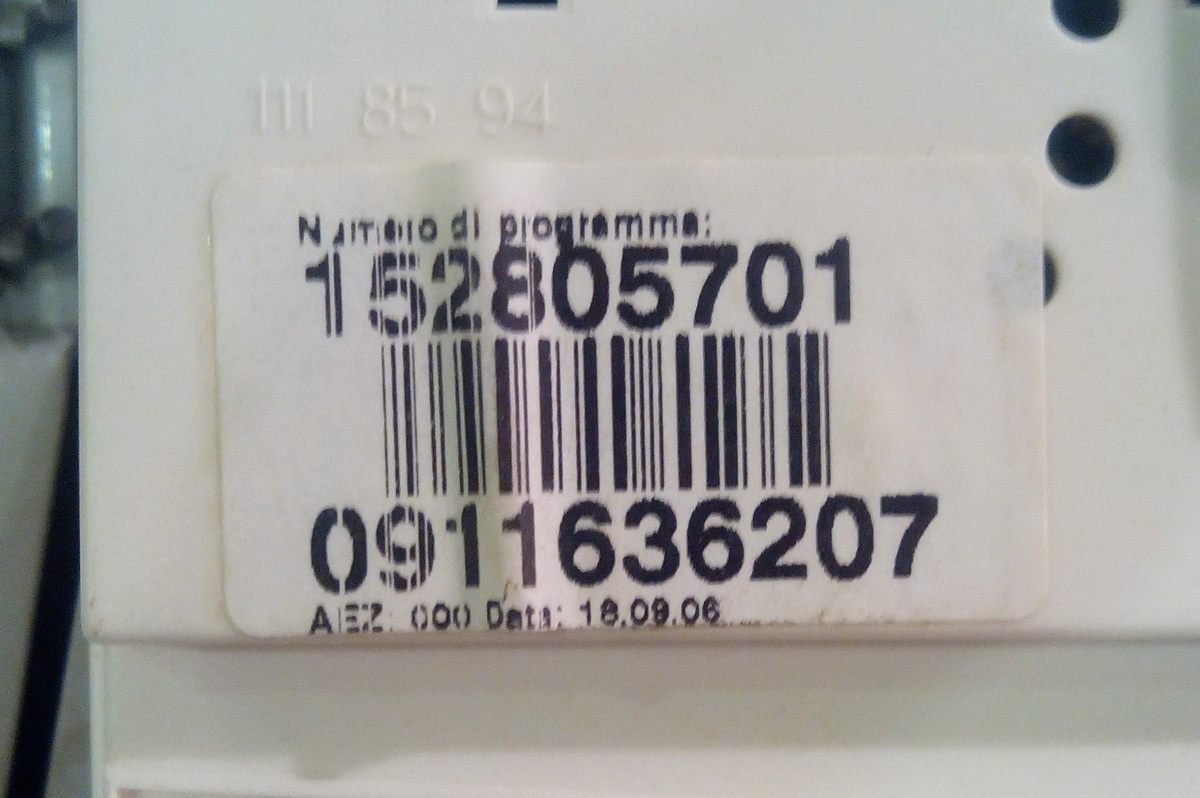 111 85 94
Numero di programma:
152805701
0911636207
AEZ: 000 Data: 18.09.06